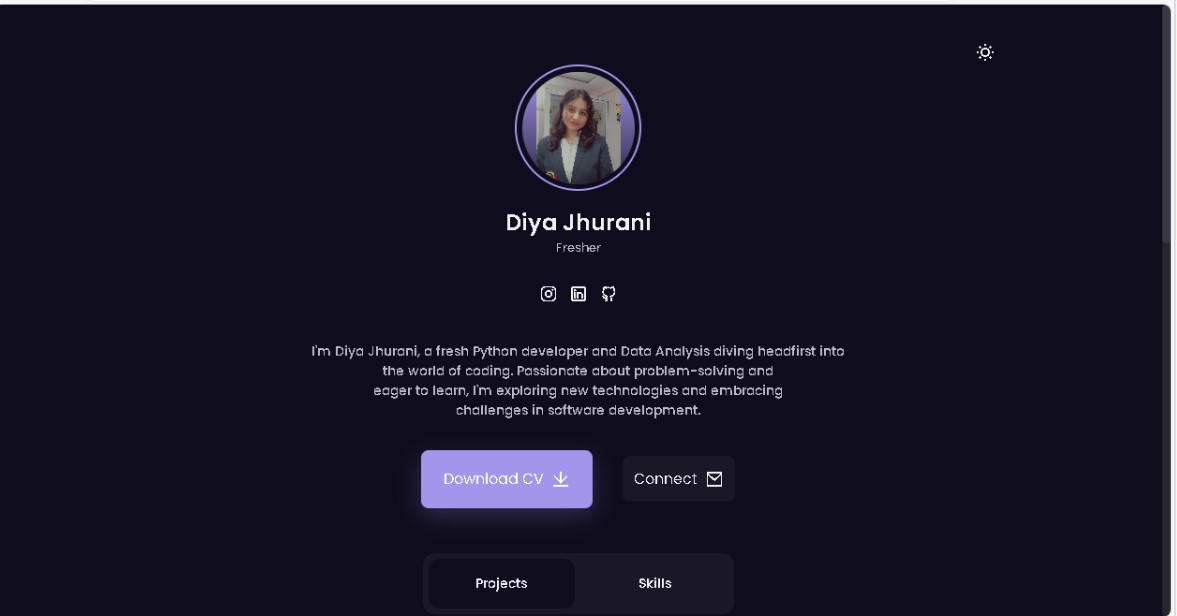 Diya Jhurani
Fresher
I'm Diya Jhurani, a fresh Python developer and Data Analysis diving headfirst into
the world of coding. Passionate about problem-solving and
eager to learn, I'm exploring new technologies and embracing
challenges in software development.
Download CV
Connect
Projects
Skills